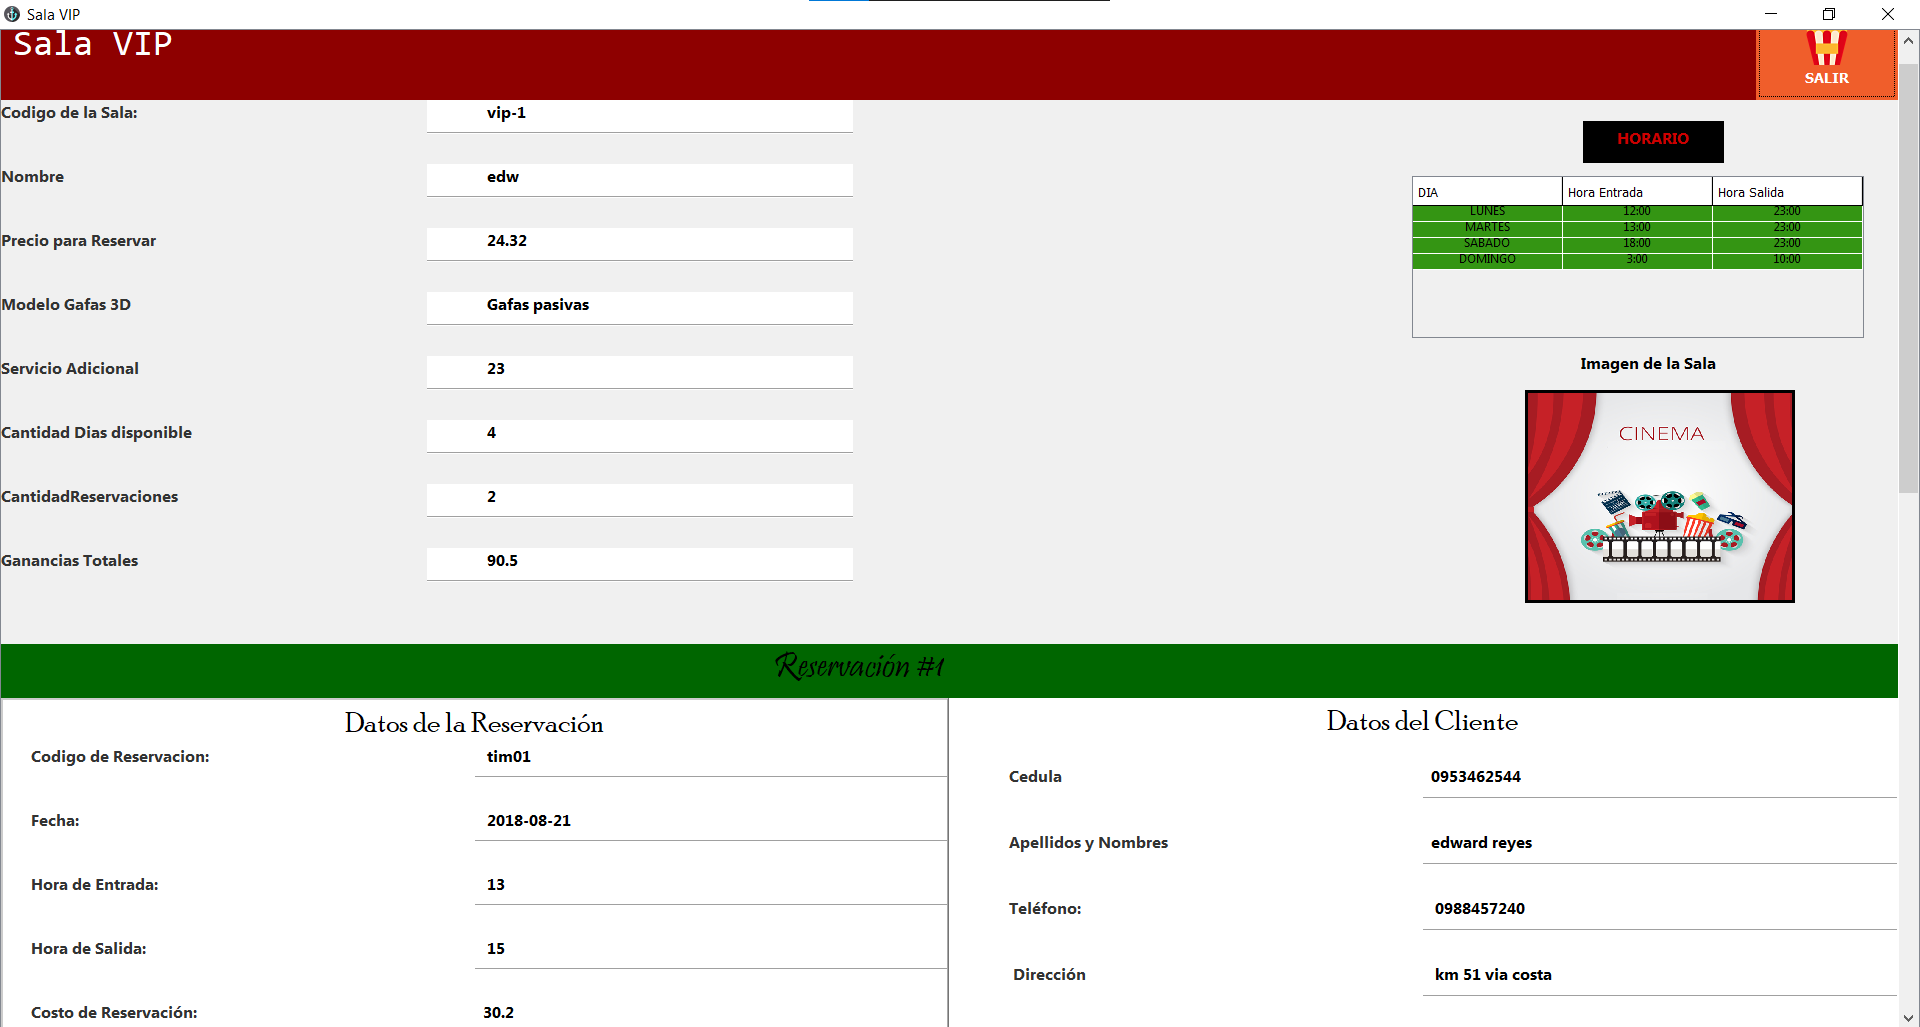 Sala VIP
Sala VIP
SALIR
Codigo de la Sala: vip-1
Nombre edw
Precio para Reservar 24.32
Modelo Gafas 3D Gafas pasivas
Servicio Adicional 23
Cantidad Dias disponible 4
CantidadReservaciones 2
Ganancias Totales 90.5
HORARIO
DIA Hora Entrada Hora Salida
LUNES 12:00 23:00
MARTES 13:00 23:00
SABADO 18:00 23:00
DOMINGO 3:00 10:00
Imagen de la Sala
CINEMA
Reservación #1
Datos de la Reservación
Codigo de Reservacion: tim01
Fecha: 2018-08-21
Hora de Entrada: 13
Hora de Salida: 15
Costo de Reservación: 30.2
Datos del Cliente
Cedula 0953462544
Apellidos y Nombres edward reyes
Teléfono: 0988457240
Dirección km 51 via costa